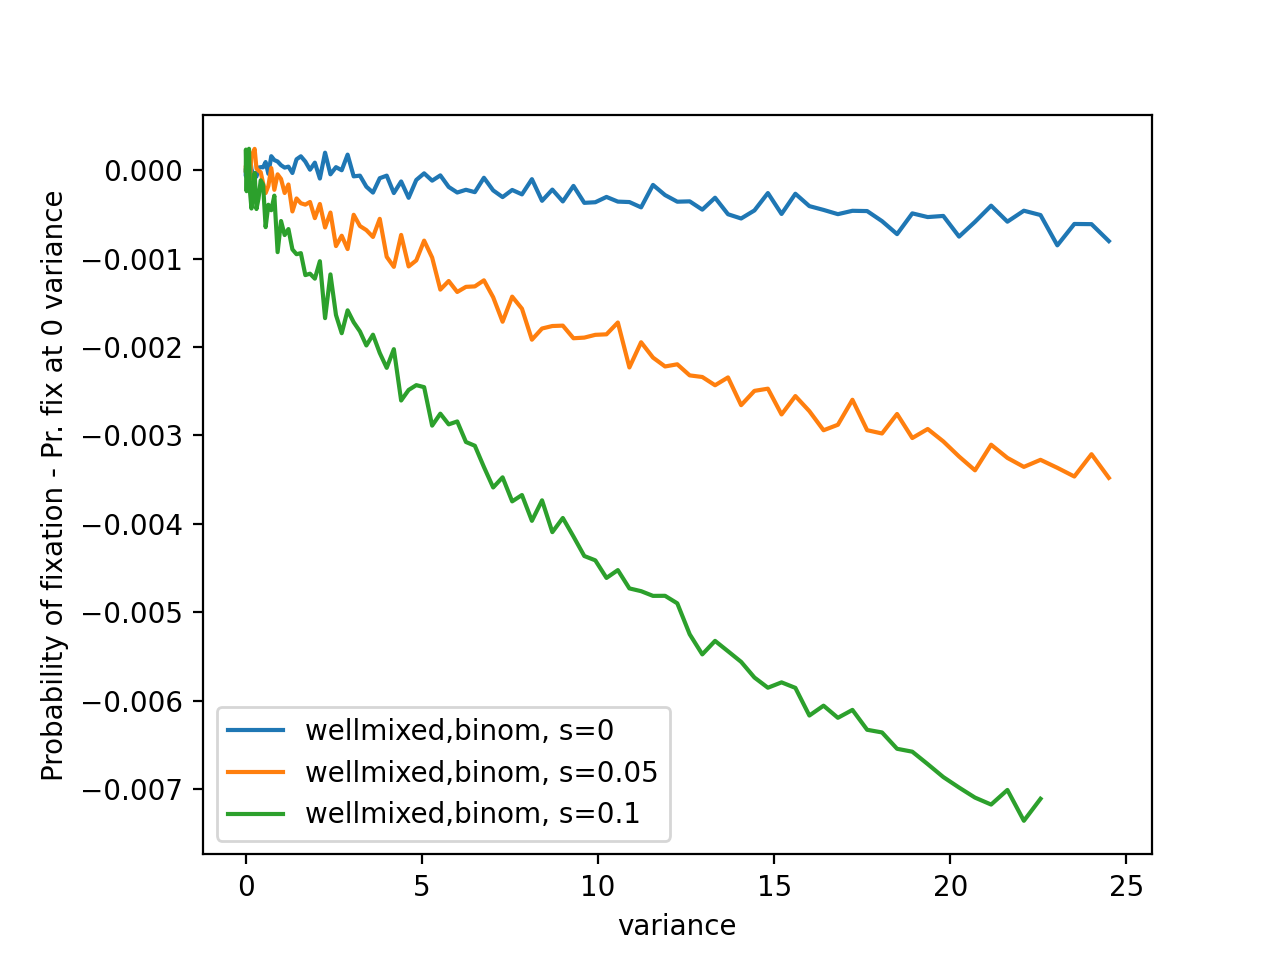 Probability of fixation - Pr. fix at 0 variance
0.000
−0.001
−0.002
−0.003
−0.004
−0.005
−0.006
−0.007
wellmixed,binom, s=0
wellmixed,binom, s=0.05
wellmixed,binom, s=0.1
0 5 10 15 20 25
variance